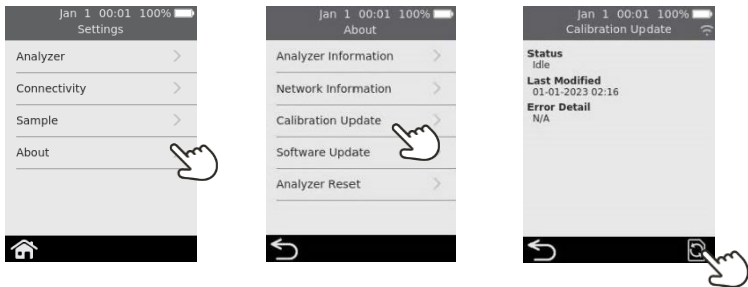 Jan 1 00:01 100%
Settings
Analyzer
Connectivity
Sample
About
Jan 1 00:01 100%
About
Analyzer Information
Network Information
Calibration Update
Software Update
Analyzer Reset
Jan 1 00:01 100%
Calibration Update
Status
Idle
Last Modified
01-01-2023 02:16
Error Detail
N/A